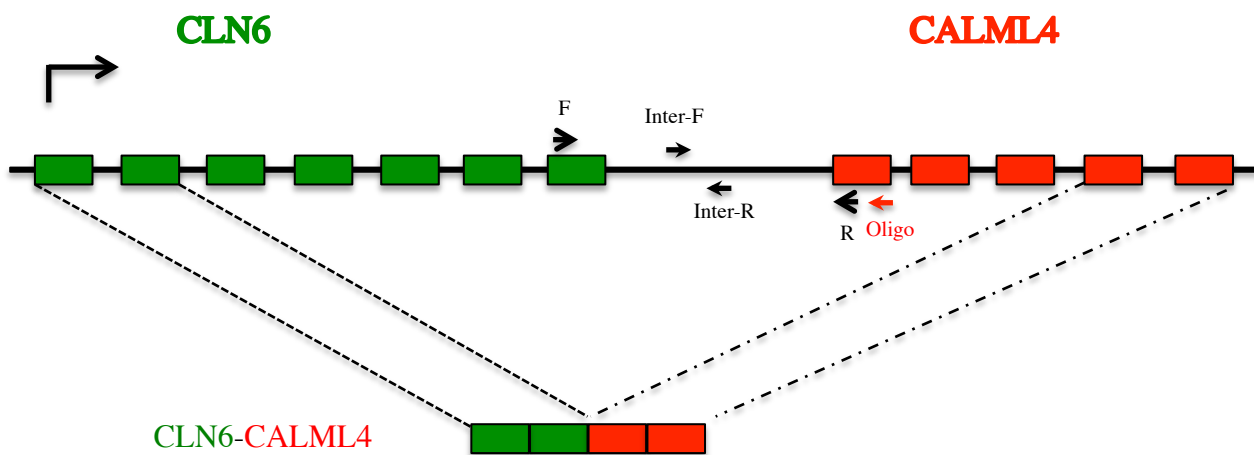 CLN6
CALML4
F
Inter-F
Inter-R
R
Oligo
CLN6-CALML4